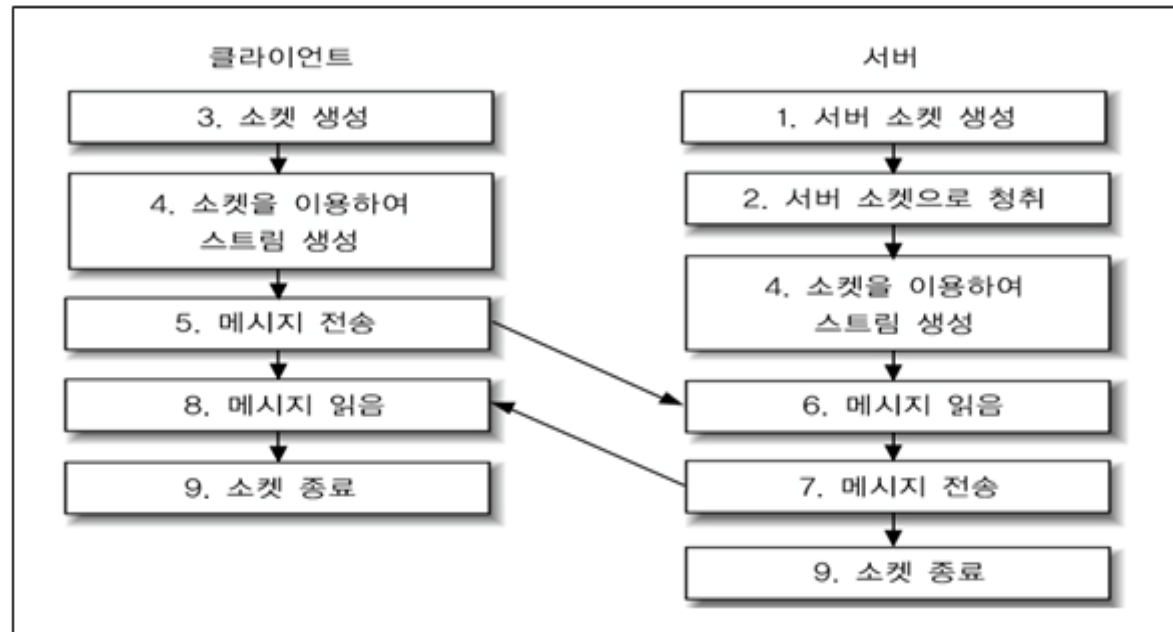 클라이언트
3. 소켓 생성
4. 소켓을 이용하여
스트림 생성
5. 메시지 전송
8. 메시지 읽음
9. 소켓 종료
서버
1. 서버 소켓 생성
2. 서버 소켓으로 청취
4. 소켓을 이용하여
스트림 생성
6. 메시지 읽음
7. 메시지 전송
9. 소켓 종료